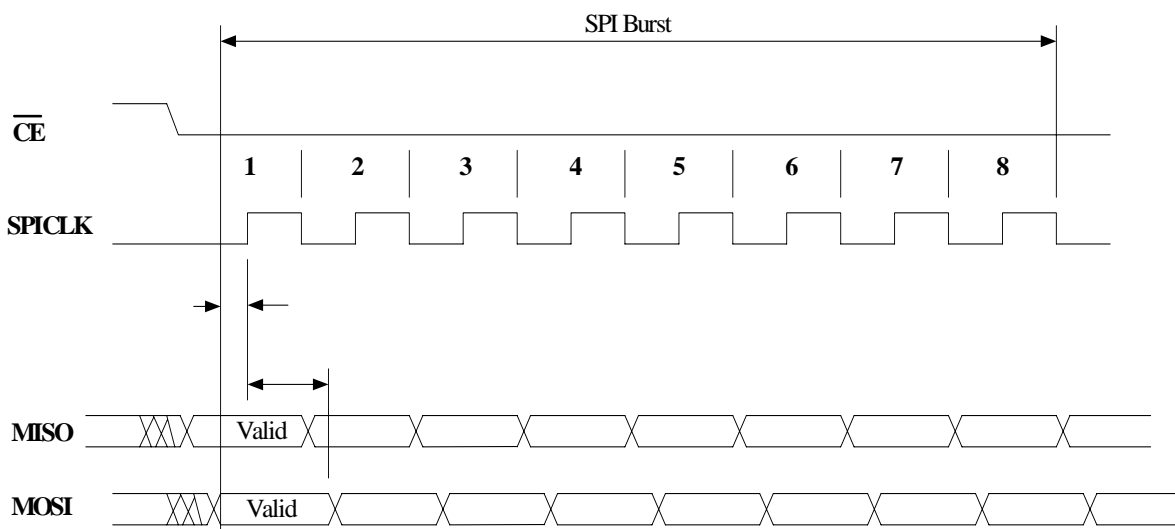 SPI Burst
CE
1 2 3 4 5 6 7 8
SPICLK
MISO Valid
MOSI Valid